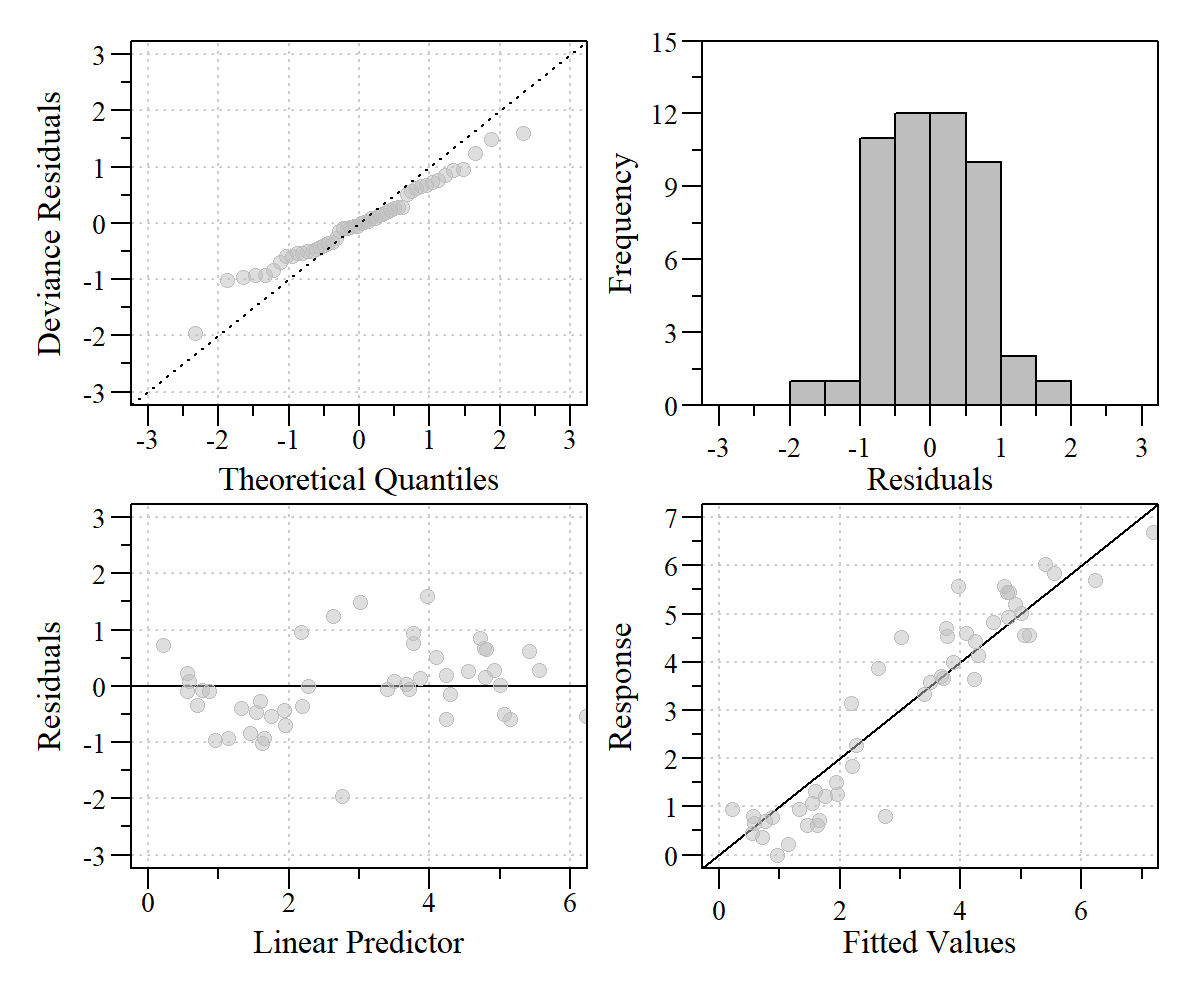 3
2
1
0
-1
-2
-3
Deviance Residuals
-3 -2 -1 0 1 2 3
Theoretical Quantiles
15
12
9
6
3
0
Frequency
-3 -2 -1 0 1 2 3
Residuals
3
2
1
0
-1
-2
-3
Residuals
0 2 4 6
Linear Predictor
7
6
5
4
3
2
1
0
Response
0 2 4 6
Fitted Values